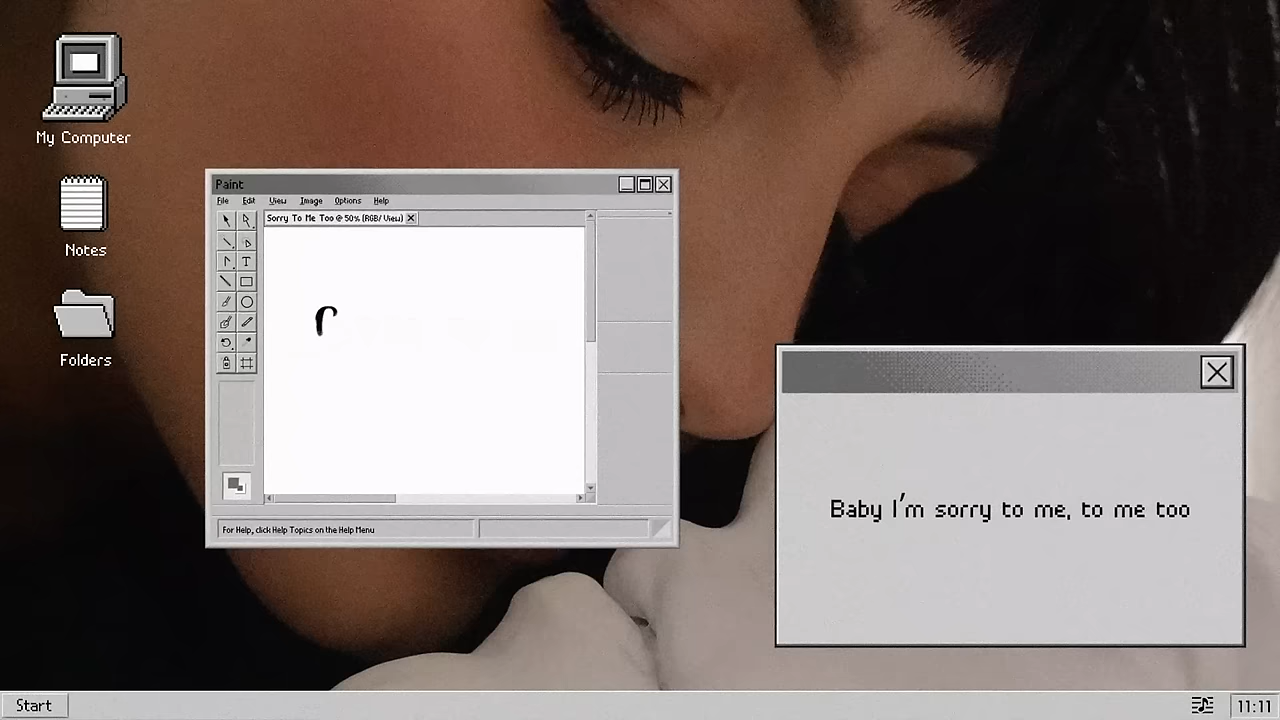 My Computer
Notes
Folders
Paint
File Edit View Image Options Help
Sorry To Me Too @ 50% (RGB/ View)
T
For Help, click Help Topics on the Help Menu
Baby I'm sorry to me, to me too
Start
11:11